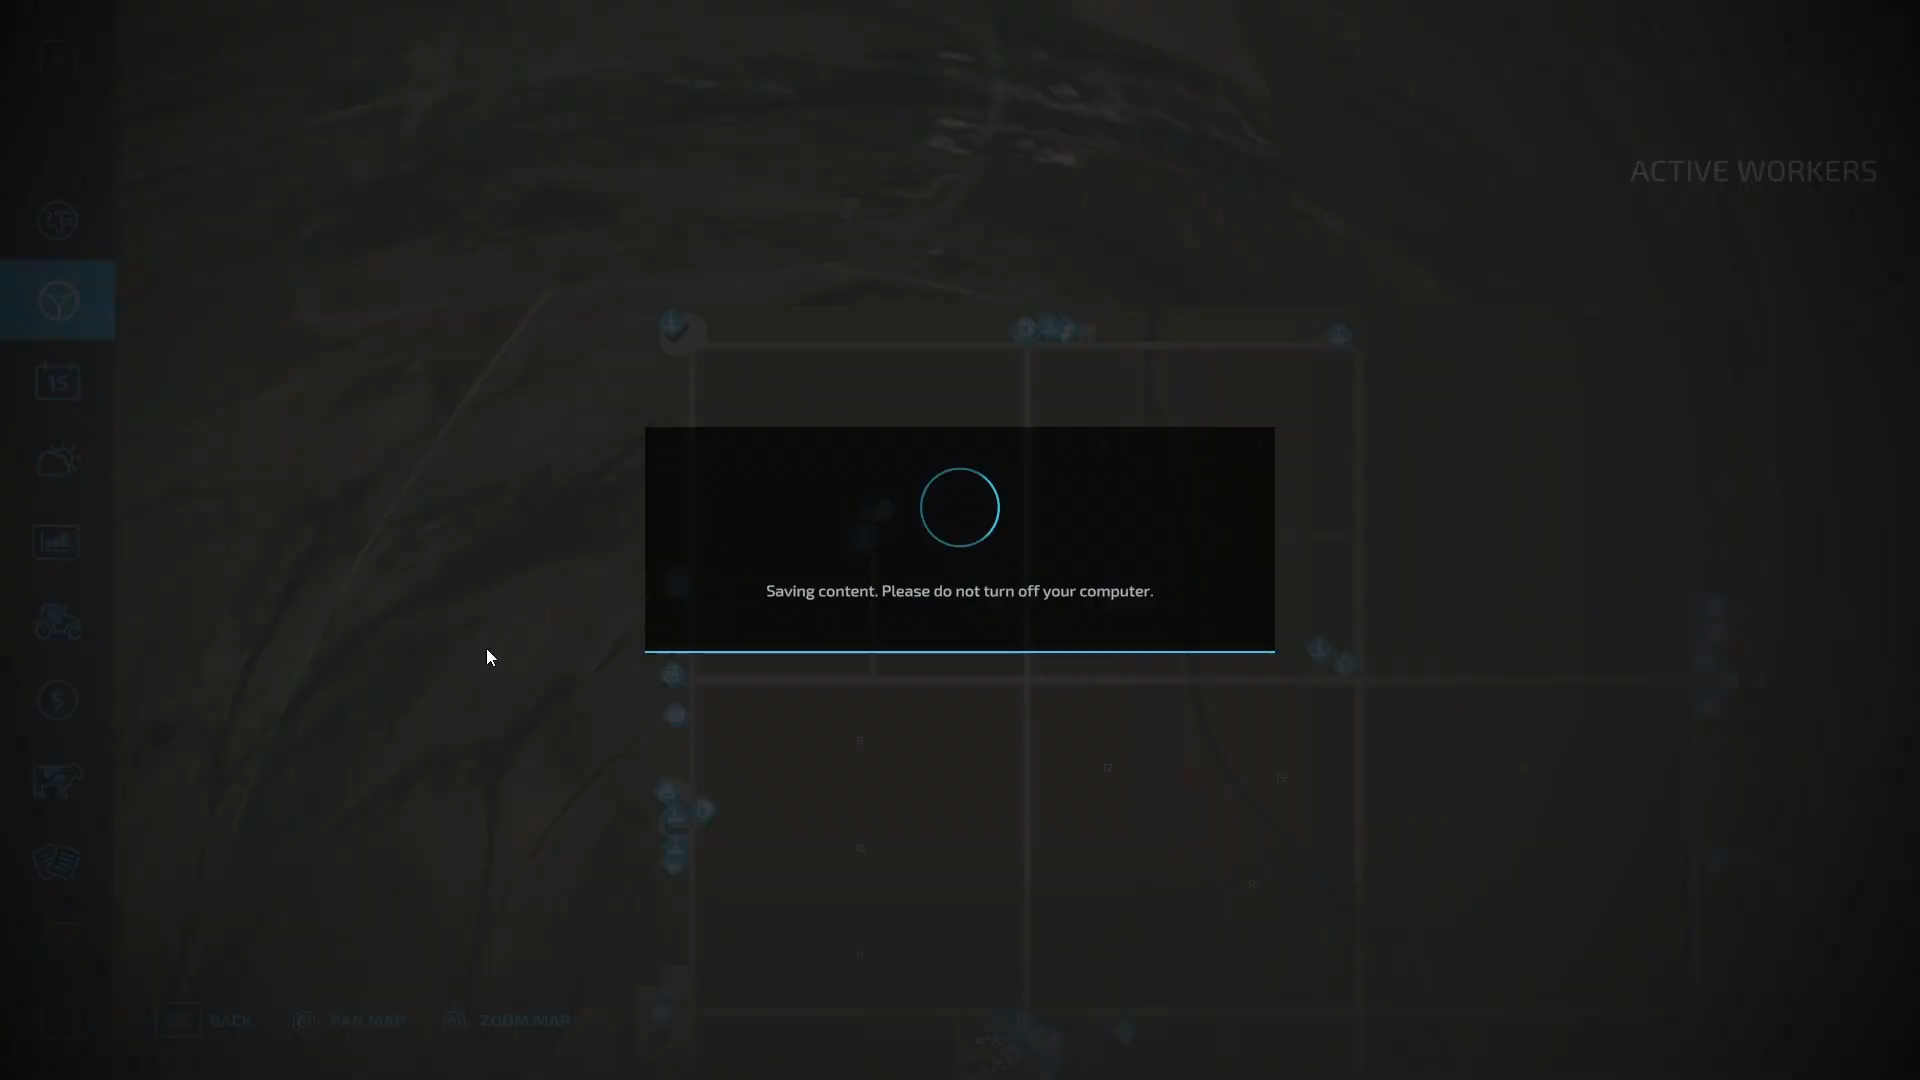 ACTIVE WORKERS
15
Saving content. Please do not turn off your computer.
BACK
PAN MAP
ZOOM MAP